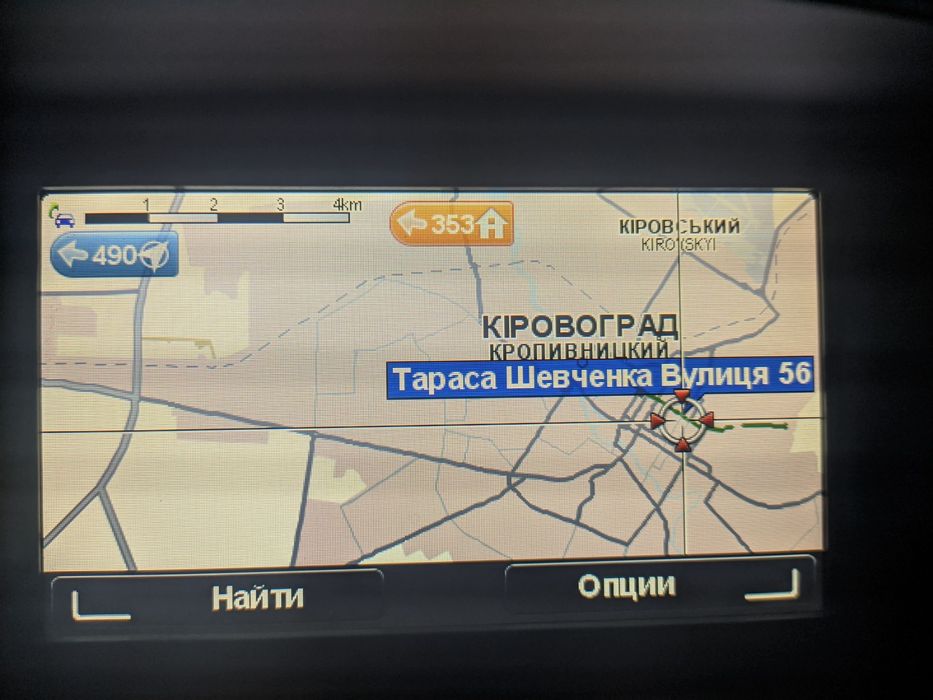 1 2 3 4km
490
353
КІРОВСЬКИЙ
KIROVSKYI
КІРОВОГРАД
КРОПИВНИЦКИЙ
Тараса Шевченка Вулиця 56
Найти
Опции